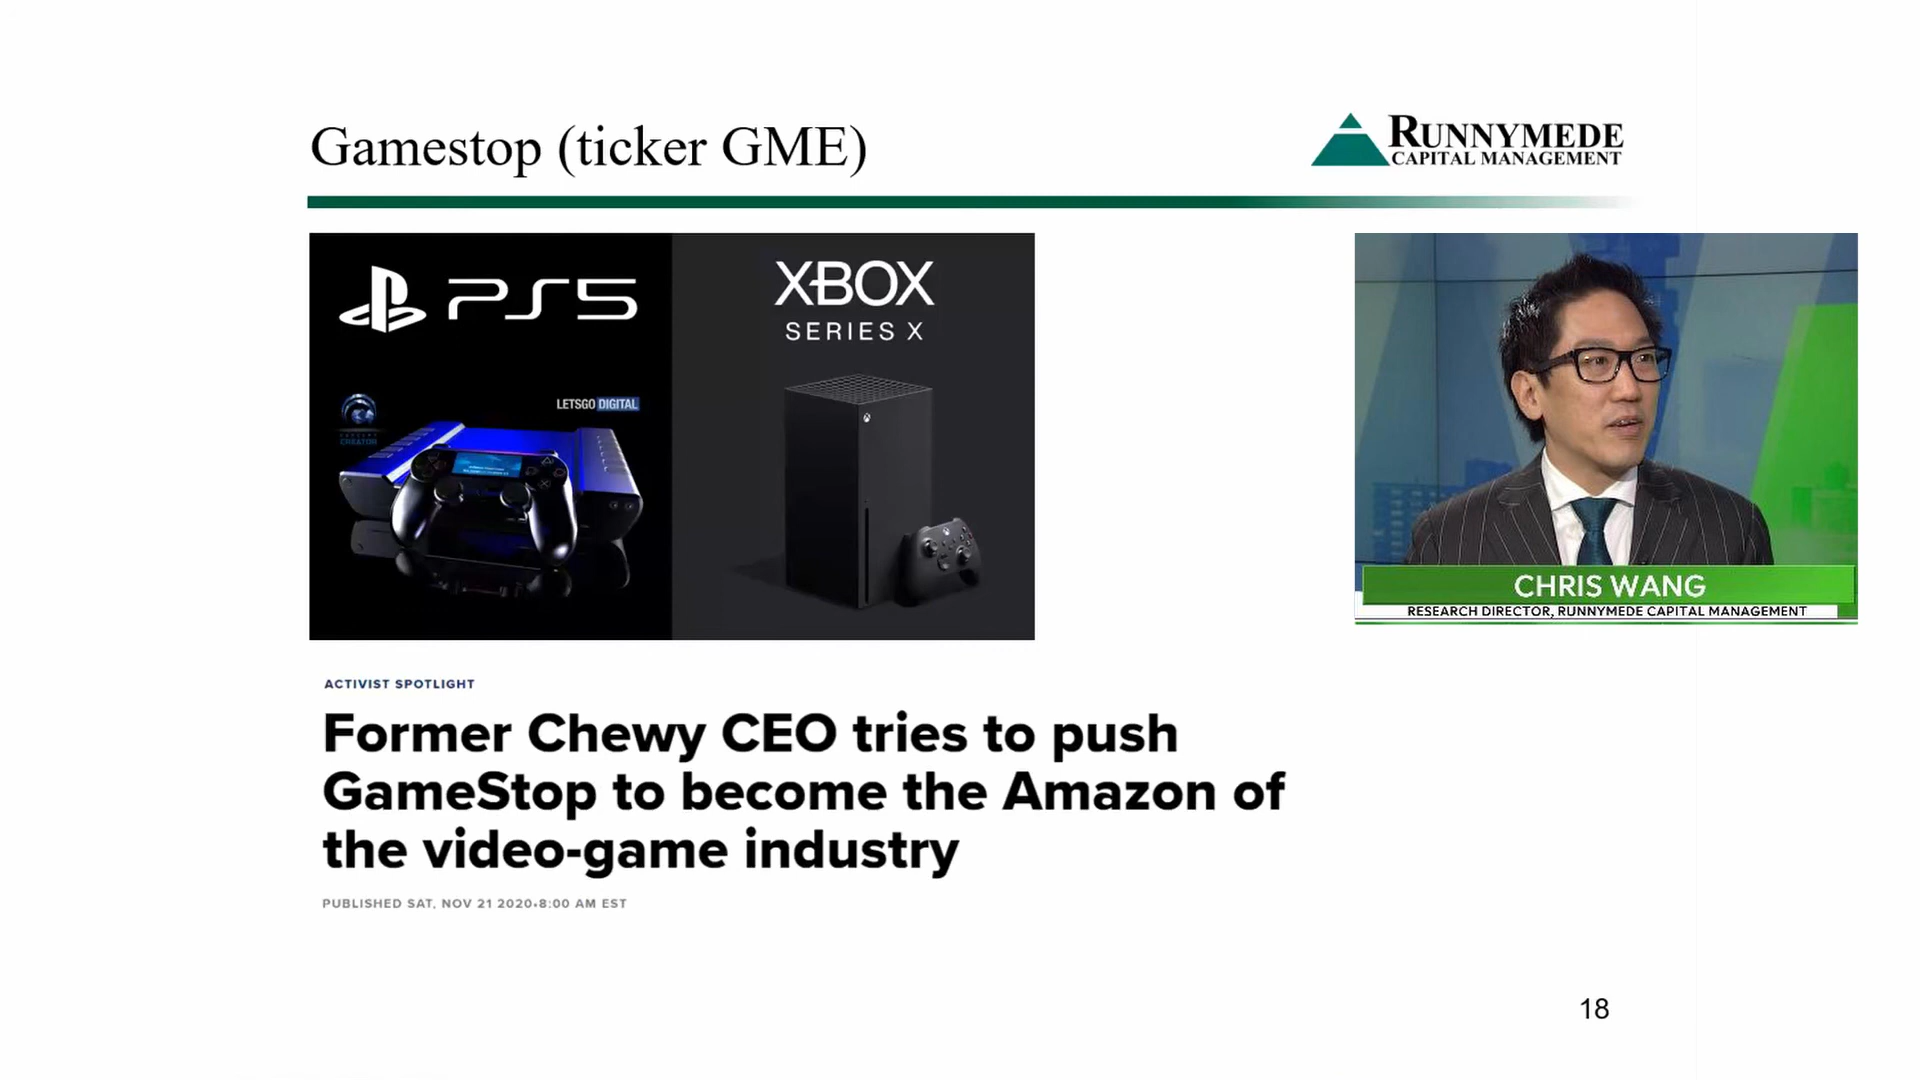 Gamestop (ticker GME)
RUNNYMEDE
CAPITAL MANAGEMENT
PS5
XBOX
SERIES X
LETSGO DIGITAL
CREATOR
CHRIS WANG
RESEARCH DIRECTOR, RUNNYMEDE CAPITAL MANAGEMENT
ACTIVIST SPOTLIGHT
Former Chewy CEO tries to push
GameStop to become the Amazon of
the video-game industry
PUBLISHED SAT, NOV 21 2020•8:00 AM EST
18